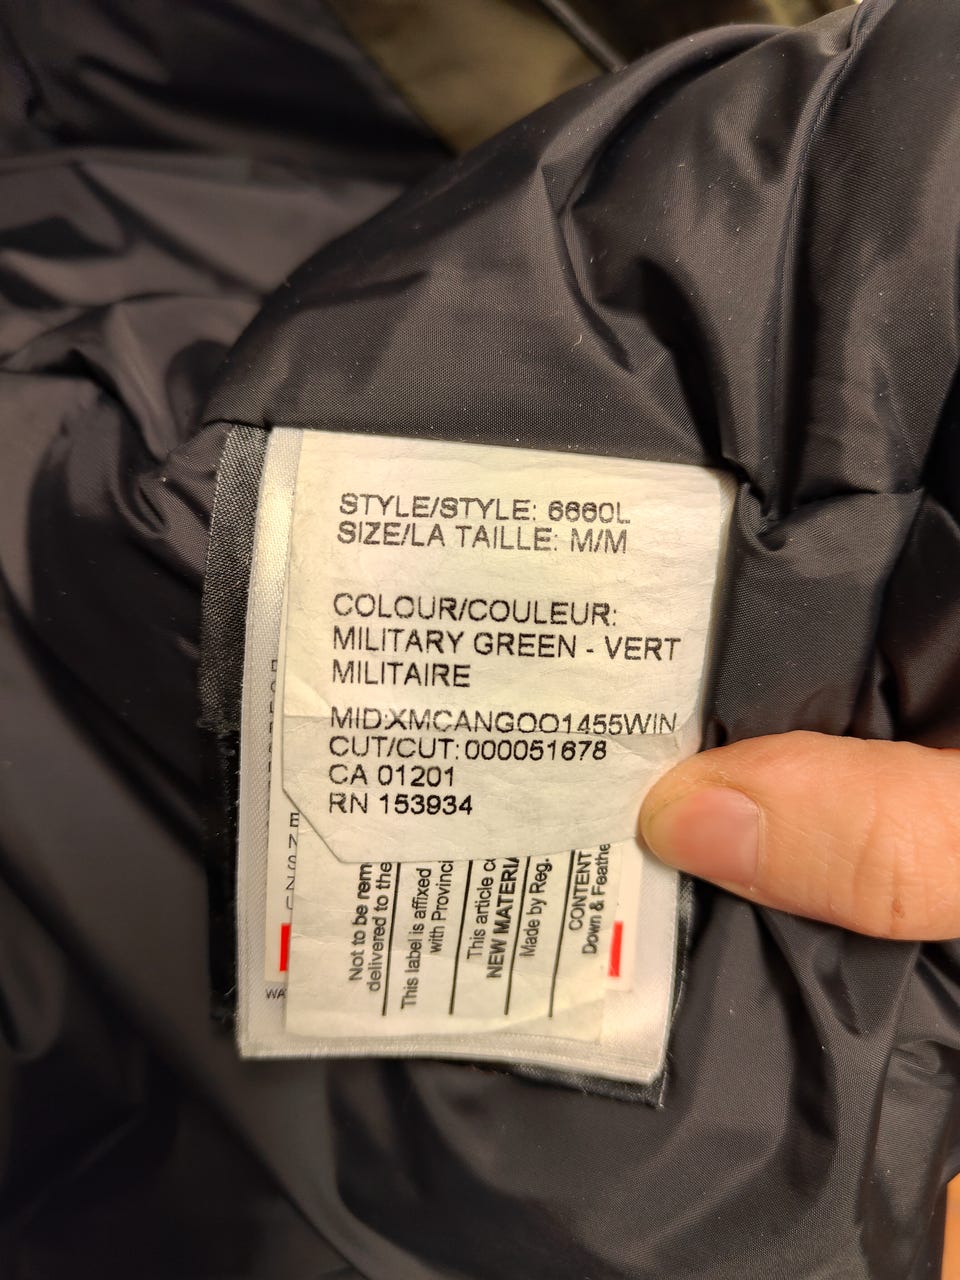 STYLE/STYLE: 6660L
SIZE/LA TAILLE: M/M
COLOUR/COULEUR:
MILITARY GREEN - VERT
MILITAIRE
MID:XMCANGOO1455WIN
CUT/CUT: 000051678
CA 01201
RN 153934
Not to be rem
delivered to the
This label is affixed
with Provinci
This article
NEW MATERIA
Made by Reg.
CONTENT
Down & Feathe
WA